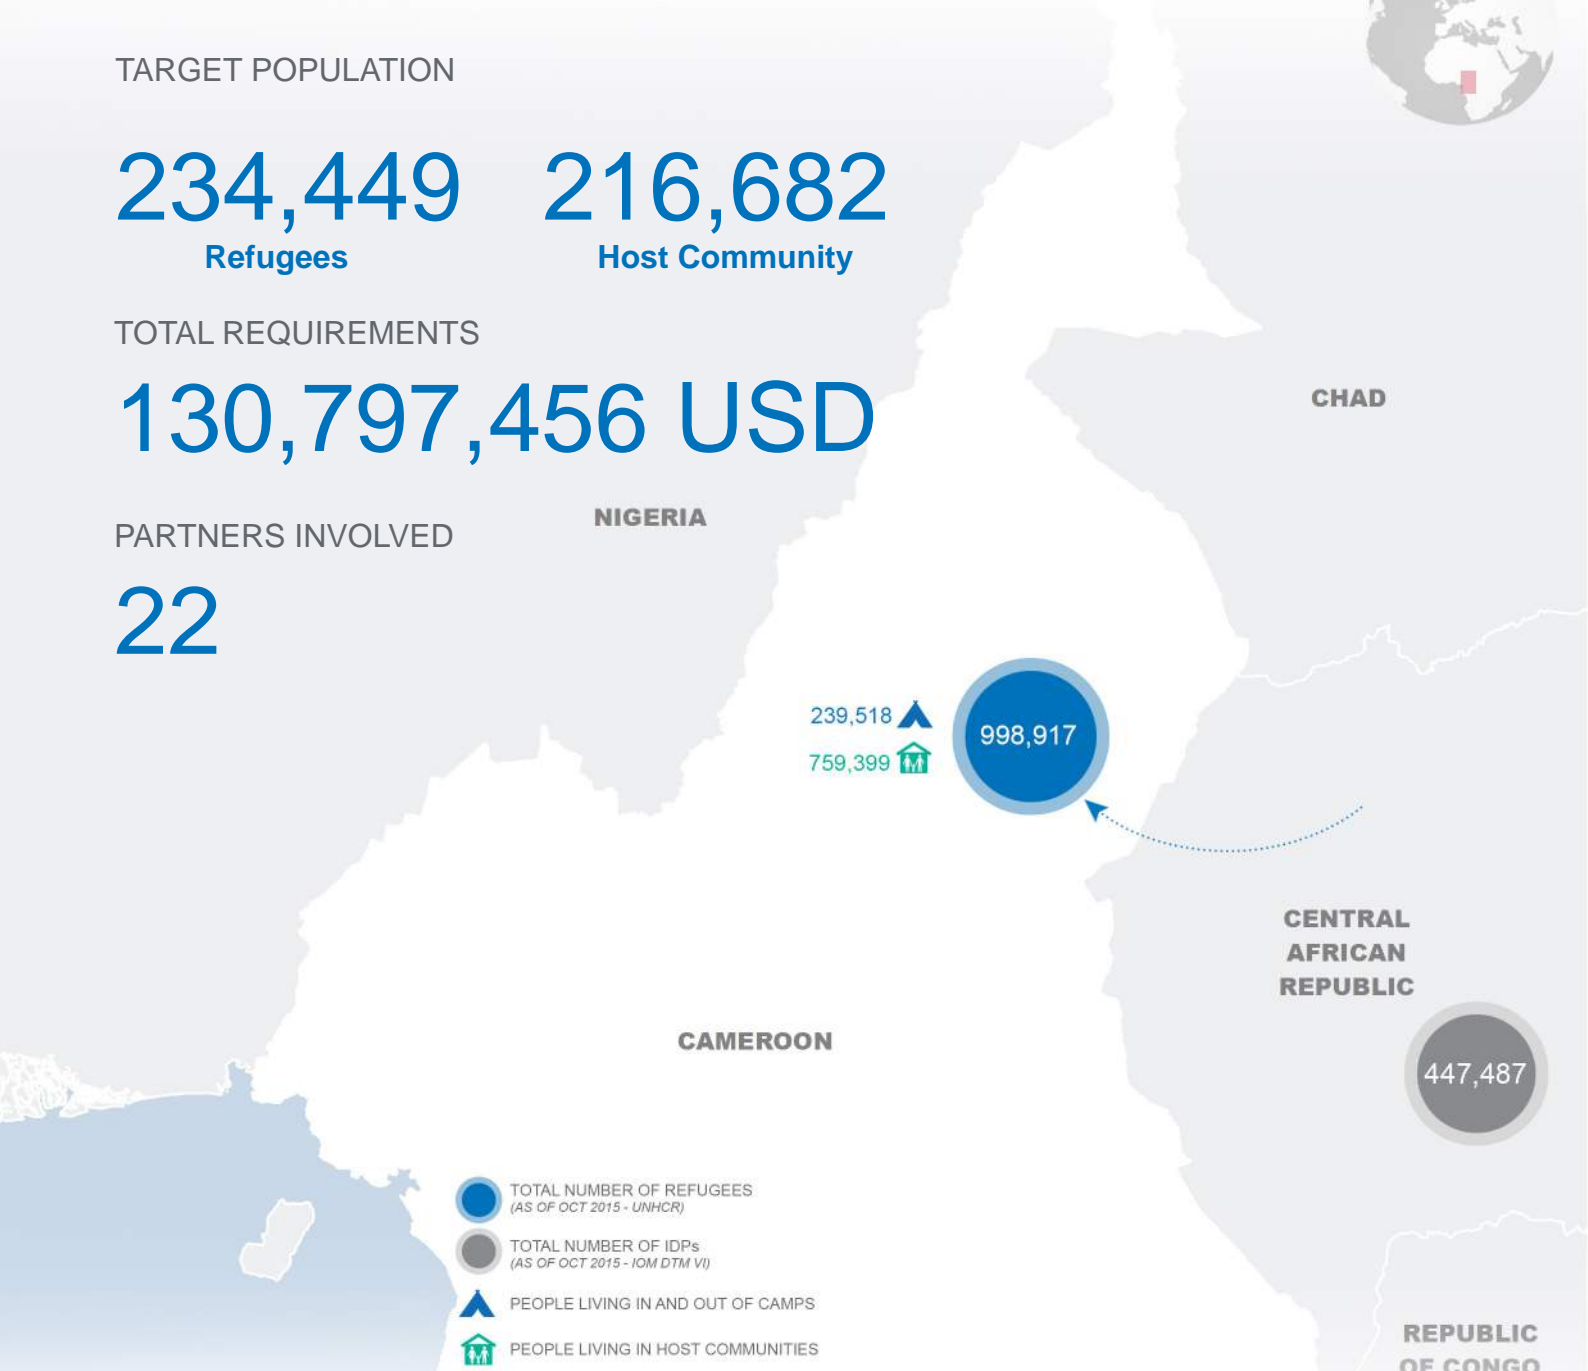 TARGET POPULATION
234,449 216,682
Refugees Host Community
TOTAL REQUIREMENTS
130,797,456 USD
CHAD
NIGERIA
PARTNERS INVOLVED
22
239,518
998,917
759,399
CENTRAL
AFRICAN
REPUBLIC
CAMEROON
447,487
TOTAL NUMBER OF REFUGEES
(AS OF OCT 2015 - UNHCR)
TOTAL NUMBER OF IDPs
(AS OF OCT 2015 - IOM DTM VI)
PEOPLE LIVING IN AND OUT OF CAMPS
PEOPLE LIVING IN HOST COMMUNITIES
REPUBLIC
OF CONGO